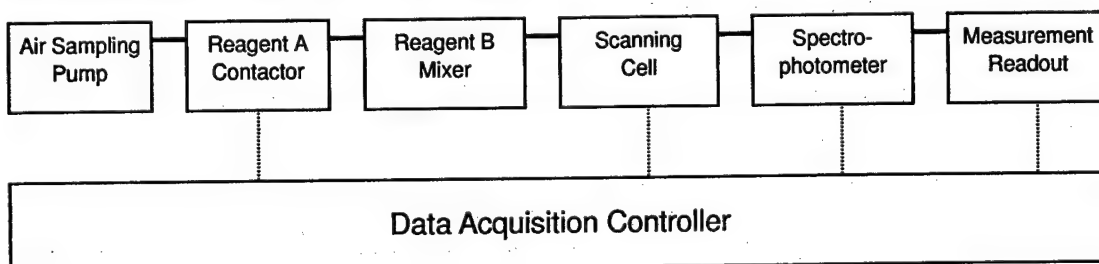 Air Sampling
Pump
Reagent A
Contactor
Reagent B
Mixer
Scanning
Cell
Spectro-
photometer
Measurement
Readout
Data Acquisition Controller